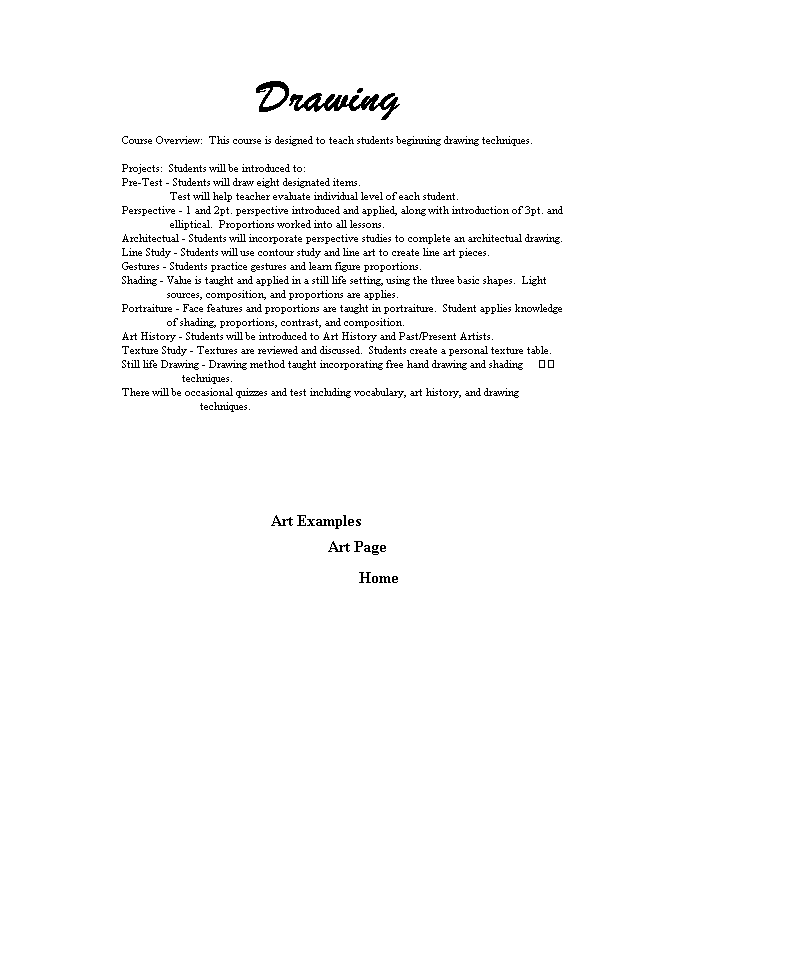 Drawing
Course Overview:  This course is designed to teach students beginning drawing techniques.
Projects:  Students will be introduced to:
Pre-Test - Students will draw eight designated items.
Test will help teacher evaluate individual level of each student.
Perspective - 1 and 2pt. perspective introduced and applied, along with introduction of 3pt. and
elliptical.  Proportions worked into all lessons.
Architectual - Students will incorporate perspective studies to complete an architectual drawing.
Line Study - Students will use contour study and line art to create line art pieces.
Gestures - Students practice gestures and learn figure proportions.
Shading - Value is taught and applied in a still life setting, using the three basic shapes.  Light
sources, composition, and proportions are applies.
Portraiture - Face features and proportions are taught in portraiture.  Student applies knowledge
of shading, proportions, contrast, and composition.
Art History - Students will be introduced to Art History and Past/Present Artists.
Texture Study - Textures are reviewed and discussed.  Students create a personal texture table.
Still life Drawing - Drawing method taught incorporating free hand drawing and shading □□
techniques.
There will be occasional quizzes and test including vocabulary, art history, and drawing
techniques.
Art Examples
Art Page
Home